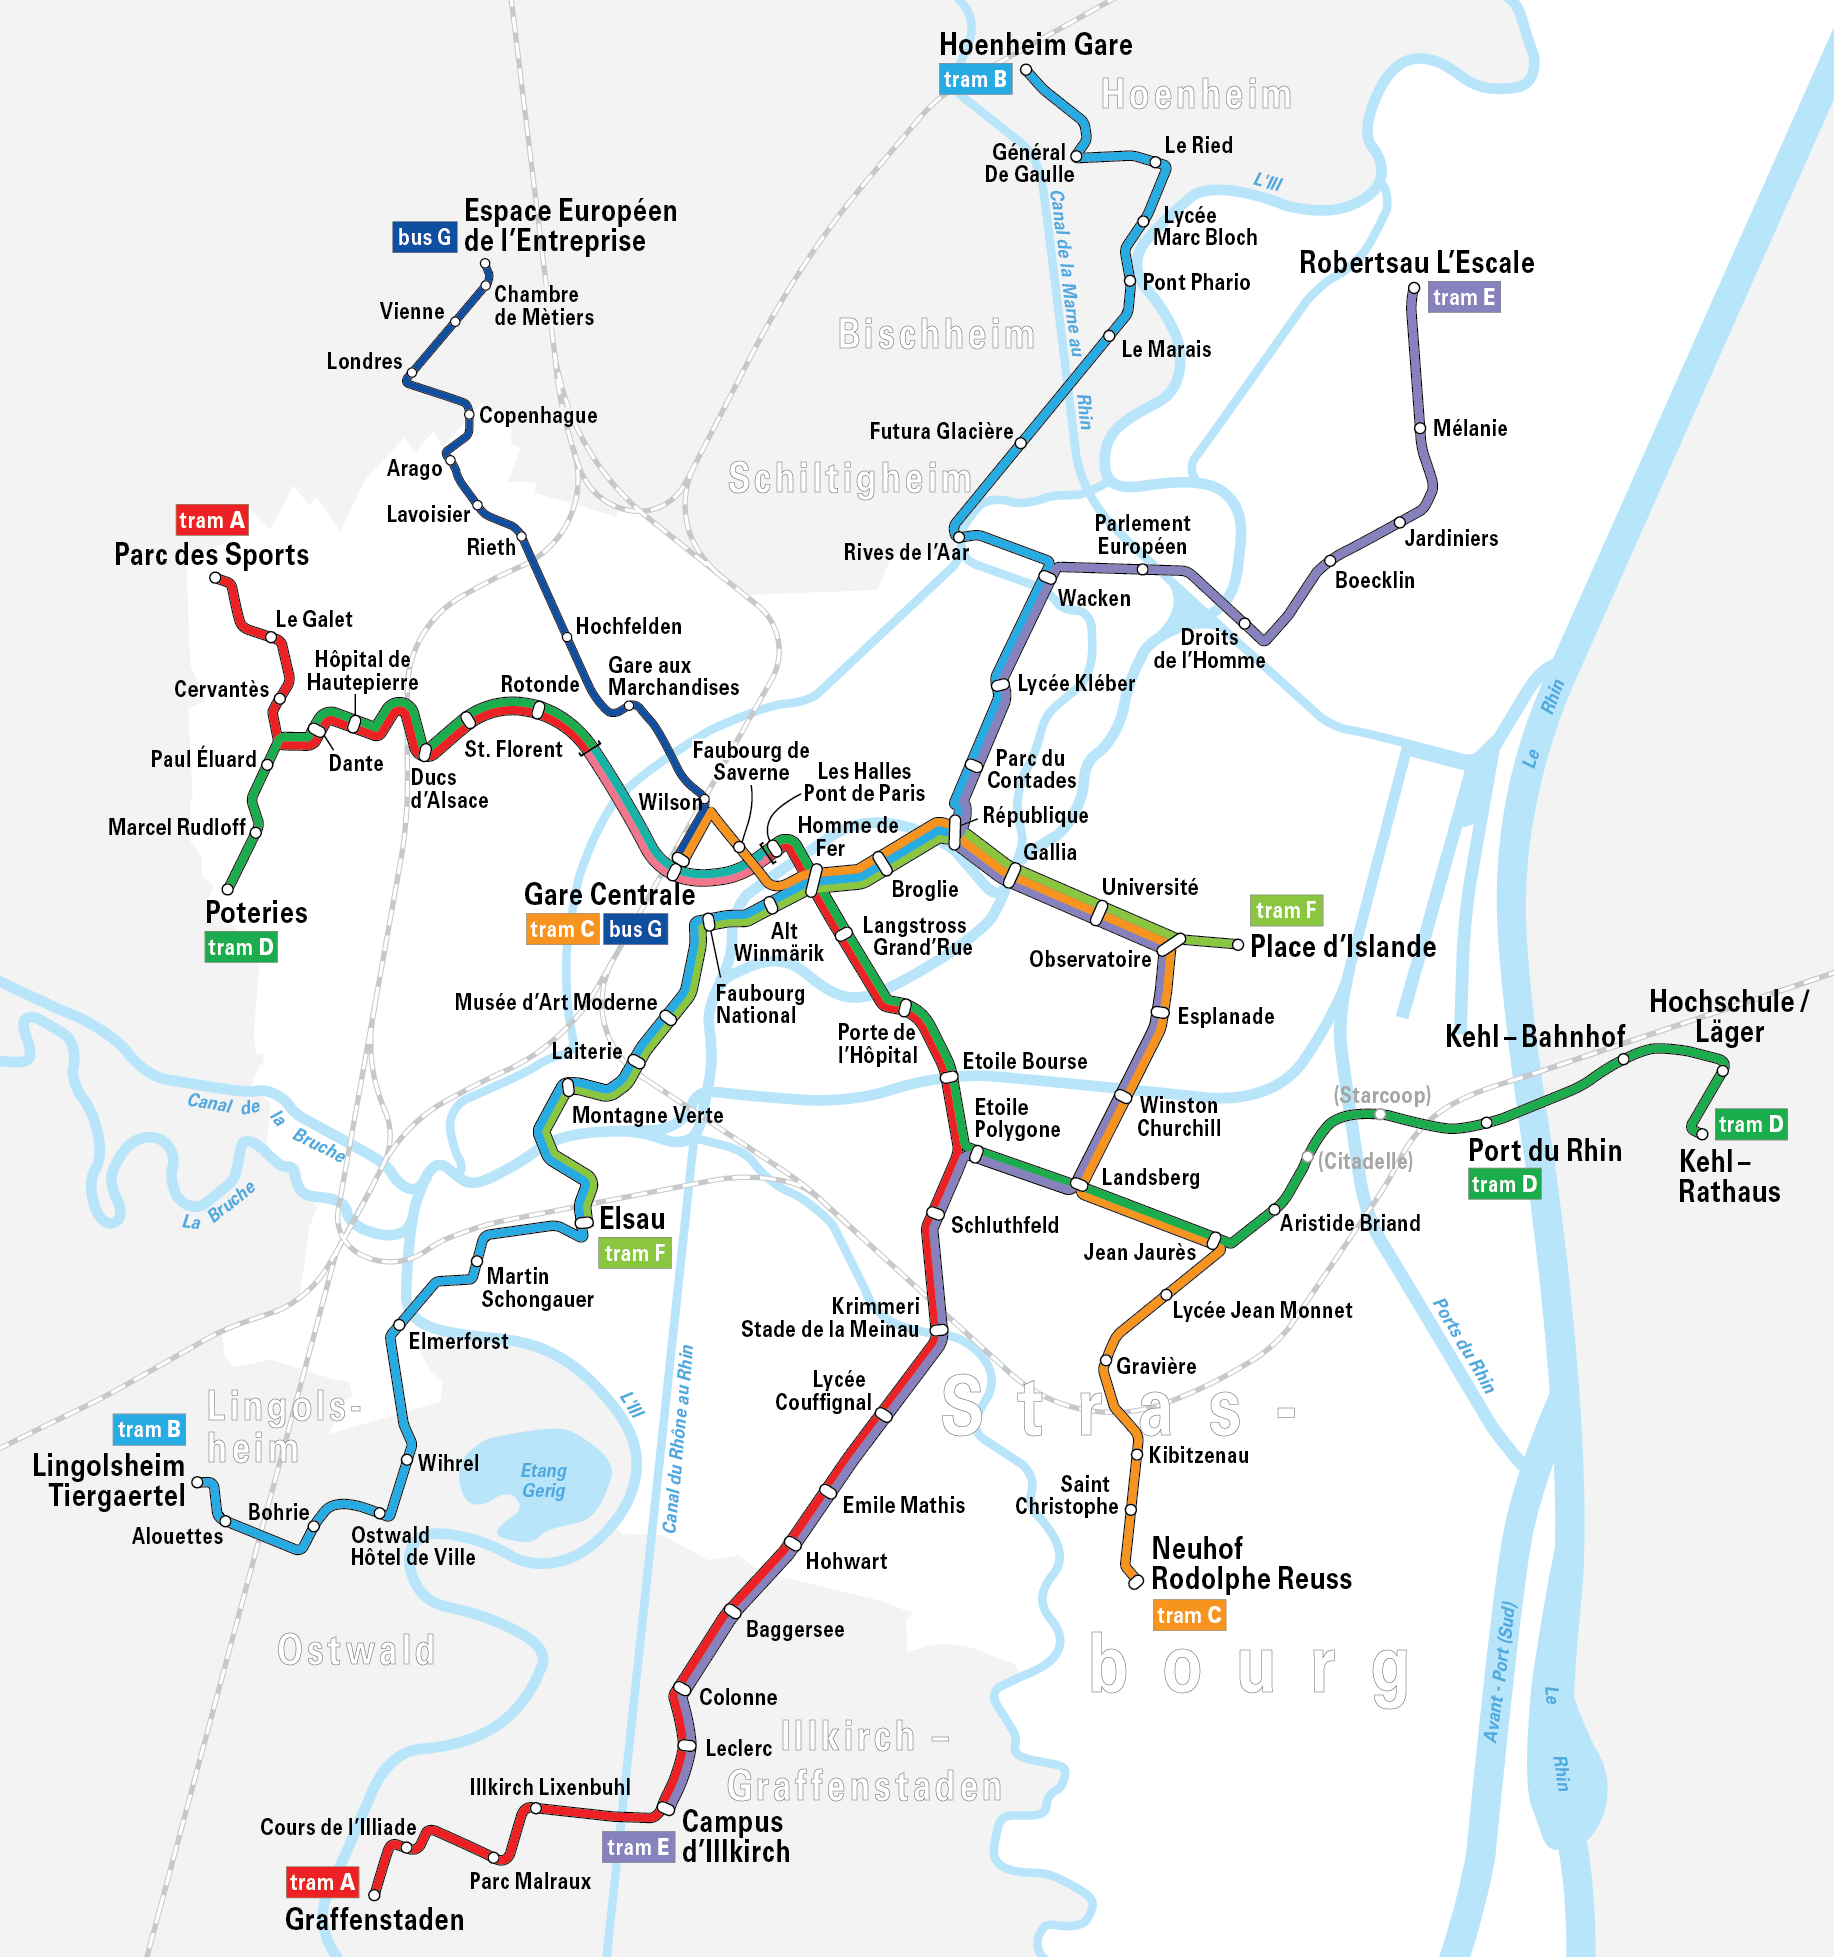 Hoenheim Gare
tram B
Hoenheim
Général
De Gaulle
Le Ried
L'Ill
Canal de la Marne au
Rhin
Lycée
Marc Bloch
Espace Européen
de l'Entreprise
bus G
Pont Phario
Robertsau L'Escale
tram E
Chambre
de Mètiers
Vienne
Bischheim
Le Marais
Londres
Copenhague
Futura Glacière
Mélanie
Arago
Schiltigheim
Lavoisier
tram A
Parc des Sports
Rieth
Rives de l'Aar
Parlement
Européen
Jardiniers
Boecklin
Wacken
Le Galet
Hochfelden
Droits
de l'Homme
Hôpital de
Hautepierre
Cervantès
Rotonde
Gare aux
Marchandises
Lycée Kléber
Le
Rhin
Paul Éluard
Dante
St. Florent
Ducs
d'Alsace
Faubourg de
Saverne
Les Halles
Pont de Paris
Parc du
Contades
Wilson
Marcel Rudloff
Homme de
Fer
République
Gallia
Gare Centrale
tram C
bus G
Broglie
Université
Poteries
tram D
tram F
Place d'Islande
Alt
Winmärik
Langstross
Grand'Rue
Observatoire
Musée d'Art Moderne
Faubourg
National
Esplanade
Hochschule /
Läger
Kehl – Bahnhof
Porte de
l'Hôpital
Laiterie
Etoile Bourse
Canal de la Bruche
Montagne Verte
Etoile
Polygone
Winston
Churchill
(Starcoop)
tram D
Port du Rhin
tram D
(Citadelle)
Kehl –
Rathaus
La Bruche
Landsberg
Elsau
tram F
Schluthfeld
Jean Jaurès
Aristide Briand
Martin
Schongauer
Krimmeri
Stade de la Meinau
Lycée Jean Monnet
Elmerforst
Ports du Rhin
Gravière
Lycée
Couffignal
L'Ill
Canal du Rhône au Rhin
Stras-
Lingols-
heim
tram B
Lingolsheim
Tiergaertel
Wihrel
Etang
Gerig
Kibitzenau
Saint
Christophe
Emile Mathis
Bohrie
Alouettes
Ostwald
Hôtel de Ville
Hohwart
Neuhof
Rodolphe Reuss
tram C
Baggersee
Ostwald
bourg
Avant - Port (Sud)
Le
Rhin
Colonne
Leclerc
Illkirch –
Graffenstaden
Illkirch Lixenbuhl
Cours de l'Illiade
Campus
d'Illkirch
tram E
Parc Malraux
tram A
Graffenstaden